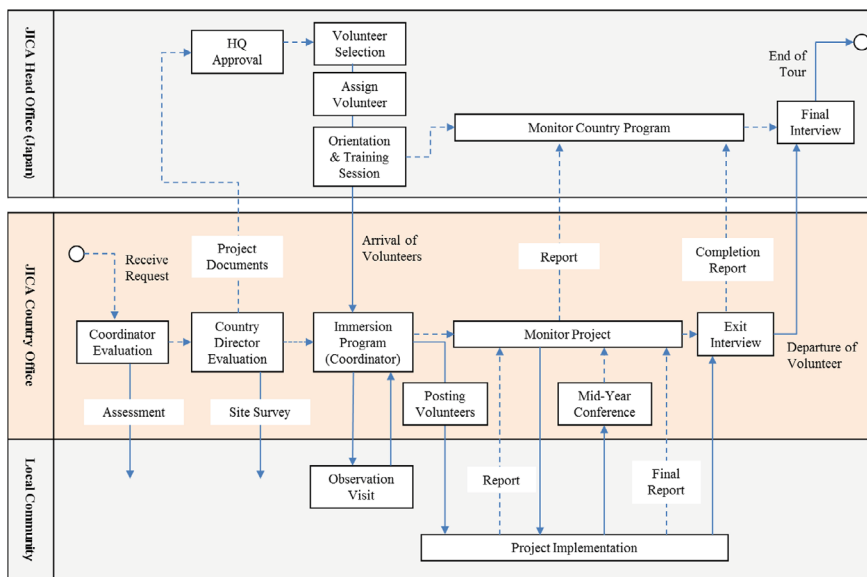 JICA Head Office (Japan)
HQ
Approval
Volunteer
Selection
Assign
Volunteer
Orientation
& Training
Session
Monitor Country Program
End of
Tour
Final
Interview
JICA Country Office
Receive
Request
Project
Documents
Arrival of
Volunteers
Report
Completion
Report
Coordinator
Evaluation
Country
Director
Evaluation
Immersion
Program
(Coordinator)
Monitor Project
Exit
Interview
Departure of
Volunteer
Assessment
Site Survey
Posting
Volunteers
Mid-Year
Conference
Local Community
Observation
Visit
Report
Final
Report
Project Implementation